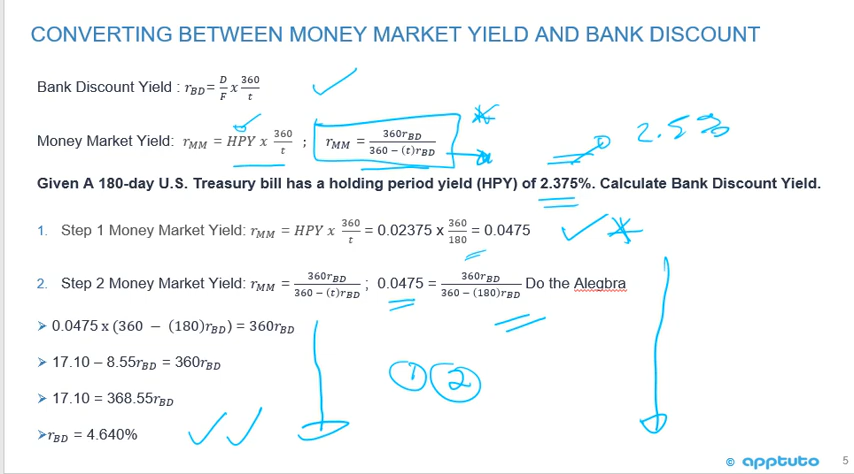 CONVERTING BETWEEN MONEY MARKET YIELD AND BANK DISCOUNT
Bank Discount Yield : r_BD = D/F x 360/t
Money Market Yield: r_MM = HPY x 360/t ; r_MM = 360r_BD / 360 − (t)r_BD
2.5%
Given A 180-day U.S. Treasury bill has a holding period yield (HPY) of 2.375%. Calculate Bank Discount Yield.
1. Step 1 Money Market Yield: r_MM = HPY x 360/t = 0.02375 x 360/180 = 0.0475
2. Step 2 Money Market Yield: r_MM = 360r_BD / 360 − (t)r_BD ; 0.0475 = 360r_BD / 360 − (180)r_BD Do the Alegbra
➢ 0.0475 x (360 − (180)r_BD) = 360r_BD
➢ 17.10 − 8.55r_BD = 360r_BD
1 2
➢ 17.10 = 368.55r_BD
➢ r_BD = 4.640%
© apptuto 5